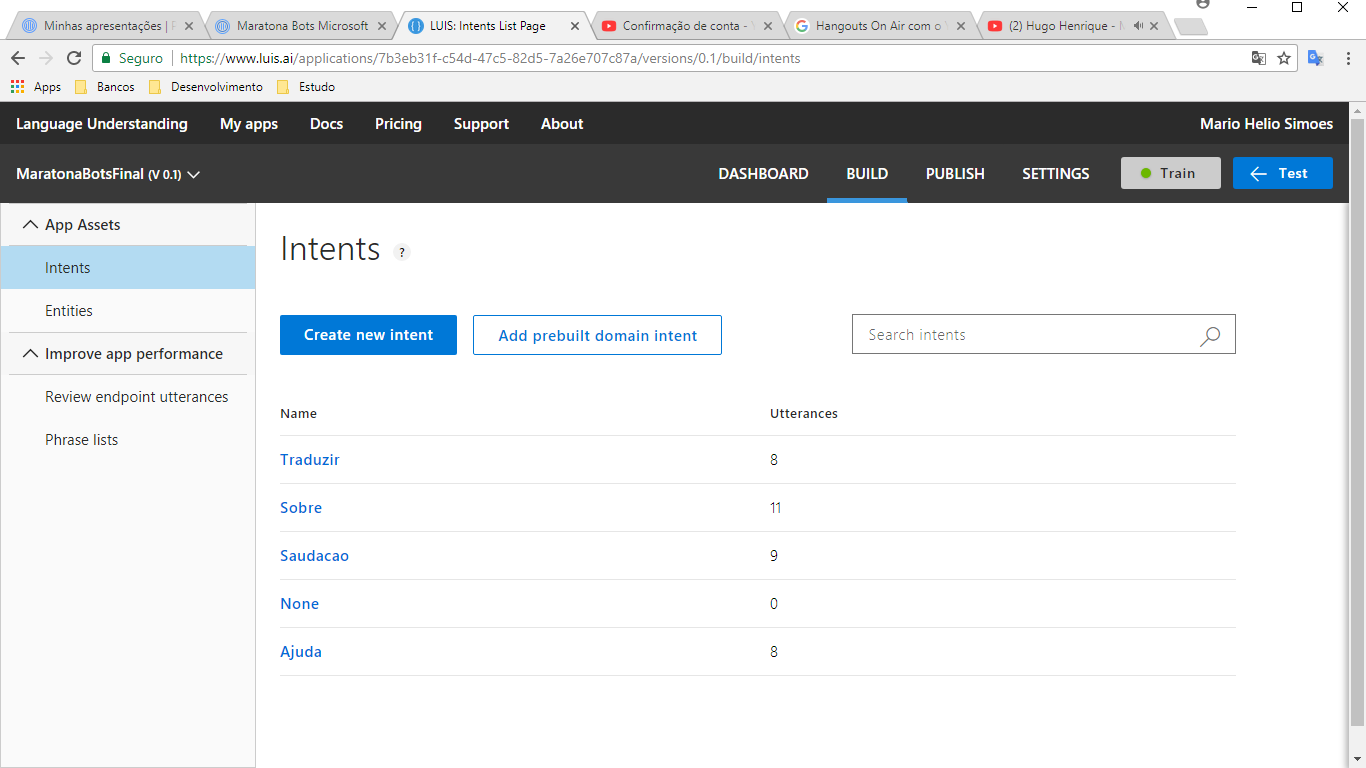 Minhas apresentações |
Maratona Bots Microsoft
LUIS: Intents List Page
Confirmação de conta -
Hangouts On Air com o
(2) Hugo Henrique -
Seguro
https://www.luis.ai/applications/7b3eb31f-c54d-47c5-82d5-7a26e707c87a/versions/0.1/build/intents
Apps Bancos Desenvolvimento Estudo
Language Understanding My apps Docs Pricing Support About Mario Helio Simoes
MaratonaBotsFinal (V 0.1) DASHBOARD BUILD PUBLISH SETTINGS Train Test
App Assets
Intents
Entities
Improve app performance
Review endpoint utterances
Phrase lists
Intents ?
Create new intent Add prebuilt domain intent Search intents
Name Utterances
Traduzir 8
Sobre 11
Saudacao 9
None 0
Ajuda 8